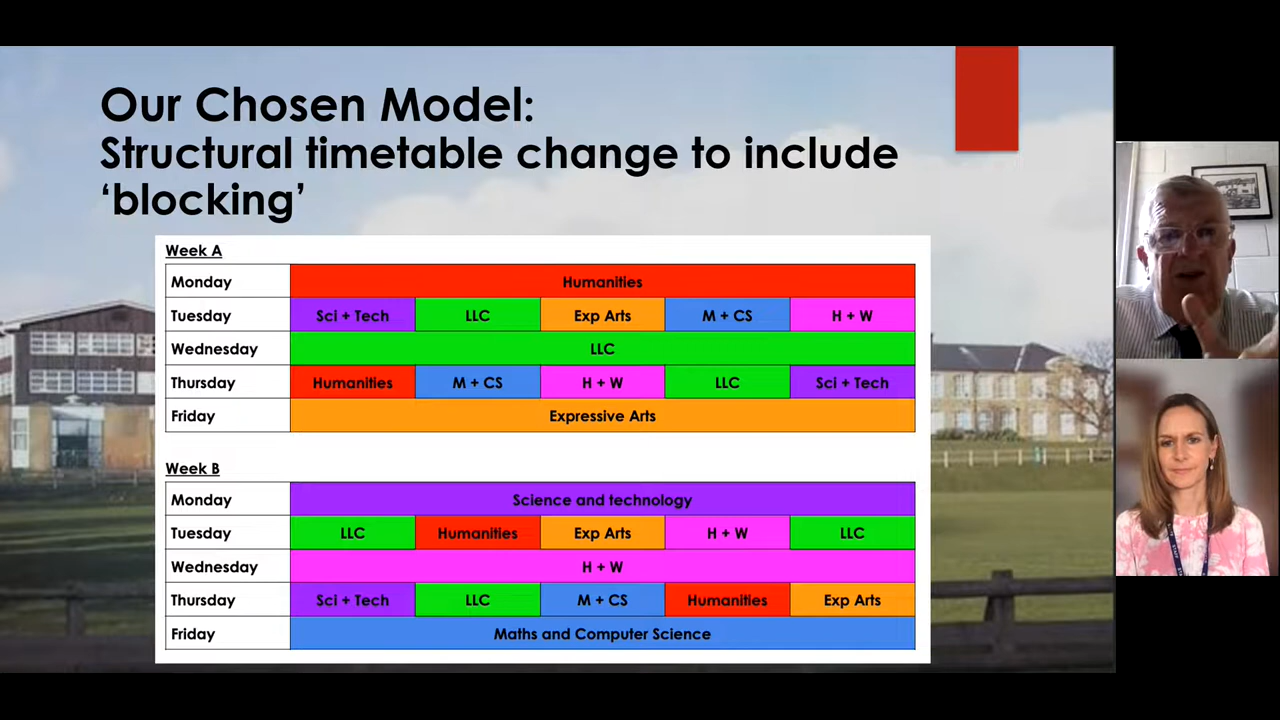 Our Chosen Model:
Structural timetable change to include
‘blocking’
Week A
Monday Humanities
Tuesday Sci + Tech LLC Exp Arts M + CS H + W
Wednesday LLC
Thursday Humanities M + CS H + W LLC Sci + Tech
Friday Expressive Arts
Week B
Monday Science and technology
Tuesday LLC Humanities Exp Arts H + W LLC
Wednesday H + W
Thursday Sci + Tech LLC M + CS Humanities Exp Arts
Friday Maths and Computer Science